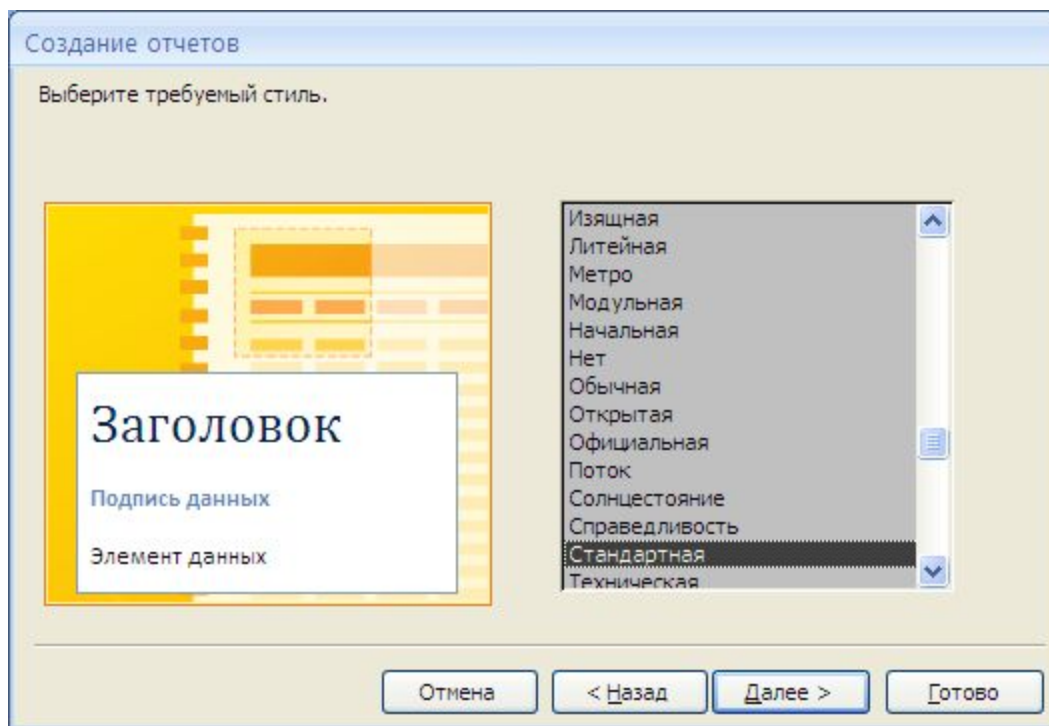 Создание отчетов
Выберите требуемый стиль.
Заголовок
Подпись данных
Элемент данных
Изящная
Литейная
Метро
Модульная
Начальная
Нет
Обычная
Открытая
Официальная
Поток
Солнцестояние
Справедливость
Стандартная
Техническая
Отмена
< Назад
Далее >
Готово